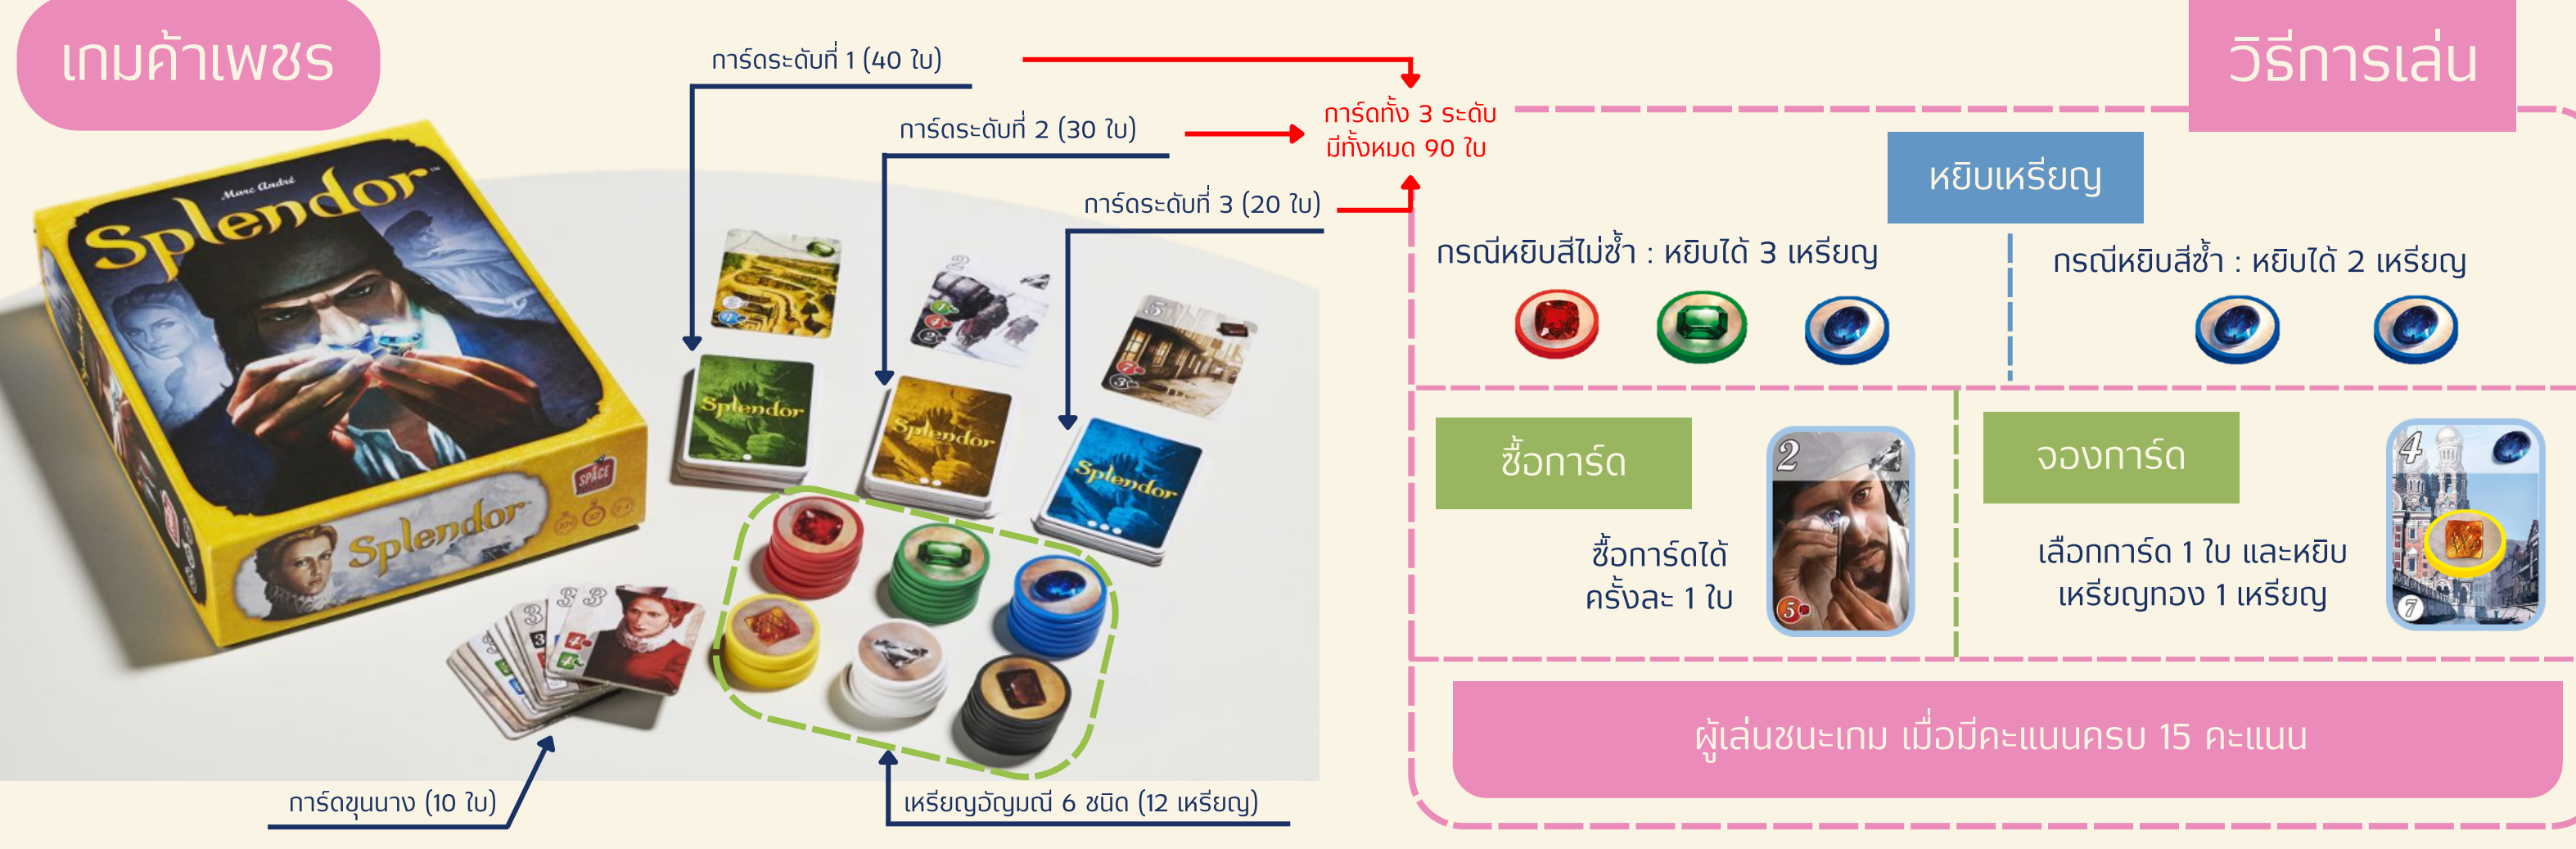 เกมค้าเพชร
การ์ดระดับที่ 1 (40 ใบ)
การ์ดระดับที่ 2 (30 ใบ)
การ์ดระดับที่ 3 (20 ใบ)
การ์ดทั้ง 3 ระดับ
มีทั้งหมด 90 ใบ
Marc André
Splendor™
Splendor
SPACE
Splendor
Splendor
Splendor
2
5
3
3
3
การ์ดขุนนาง (10 ใบ)
เหรียญอัญมณี 6 ชนิด (12 เหรียญ)
วิธีการเล่น
หยิบเหรียญ
กรณีหยิบสีไม่ซ้ำ : หยิบได้ 3 เหรียญ
กรณีหยิบสีซ้ำ : หยิบได้ 2 เหรียญ
ซื้อการ์ด
ซื้อการ์ดได้
ครั้งละ 1 ใบ
2
5
จองการ์ด
เลือกการ์ด 1 ใบ และหยิบ
เหรียญทอง 1 เหรียญ
4
7
ผู้เล่นชนะเกม เมื่อมีคะแนนครบ 15 คะแนน